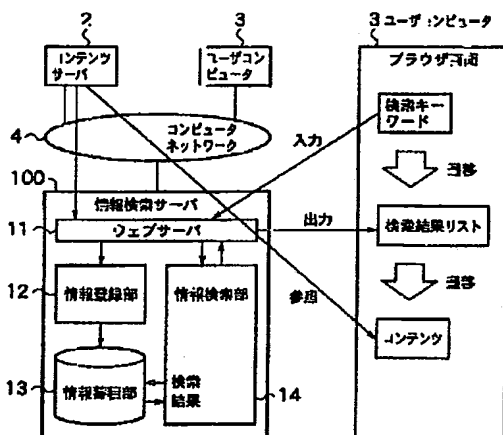 2
3
3 ユーザコンピュータ
コンテンツ
サーバ
ユーザコン
ピュータ
ブラウザ画面
検索キー
ワード
4
コンピュータ
ネットワーク
入力
遷移
100
情報検索サーバ
11
ウェブサーバ
出力
検索結果リスト
12
情報登録部
情報検索部
参照
遷移
コンテンツ
13
情報蓄積部
検索
結果
14